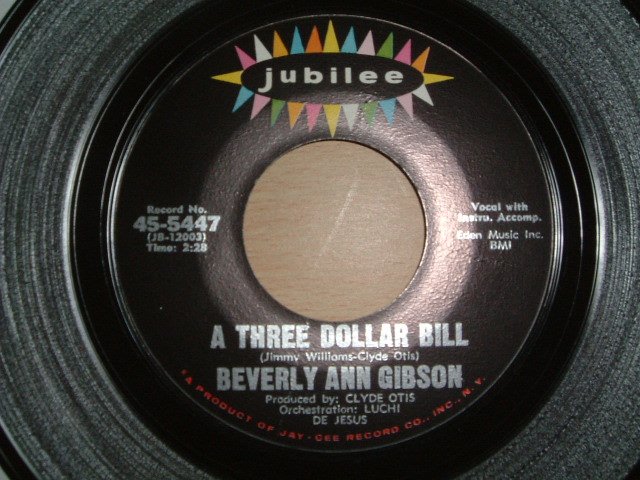 jubilee
Record No.
45-5447
(JB-12003)
Time: 2:28
Vocal with
Instru. Accomp.
Eden Music Inc.
BMI
A THREE DOLLAR BILL
(Jimmy Williams-Clyde Otis)
BEVERLY ANN GIBSON
Produced by: CLYDE OTIS
Orchestration: LUCHI
DE JESUS
"A PRODUCT OF JAY-GEE RECORD CO., INC., N.Y.